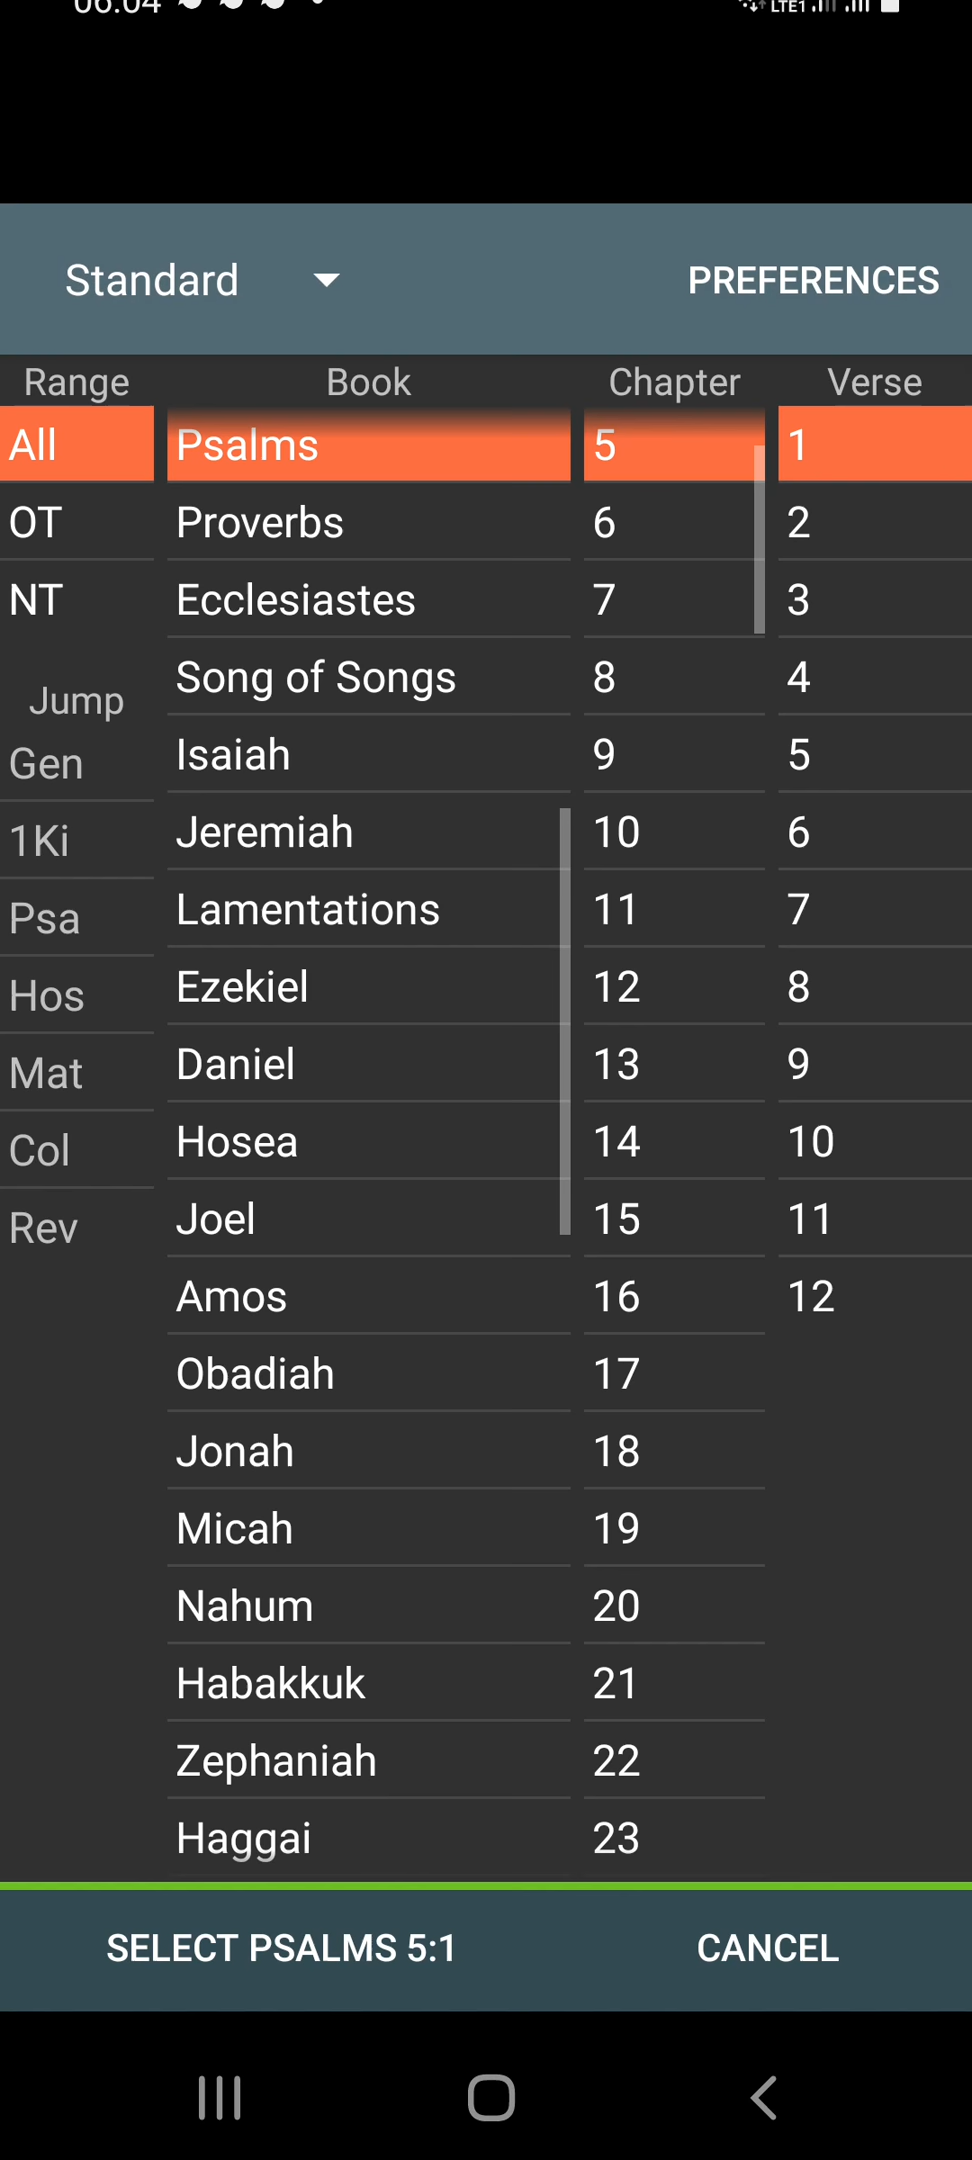 06:04 LTE1
Standard PREFERENCES
Range Book Chapter Verse
All Psalms 5 1
OT Proverbs 6 2
NT Ecclesiastes 7 3
Song of Songs 8 4
Jump
Gen Isaiah 9 5
1Ki Jeremiah 10 6
Psa Lamentations 11 7
Hos Ezekiel 12 8
Mat Daniel 13 9
Col Hosea 14 10
Rev Joel 15 11
Amos 16 12
Obadiah 17
Jonah 18
Micah 19
Nahum 20
Habakkuk 21
Zephaniah 22
Haggai 23
SELECT PSALMS 5:1 CANCEL